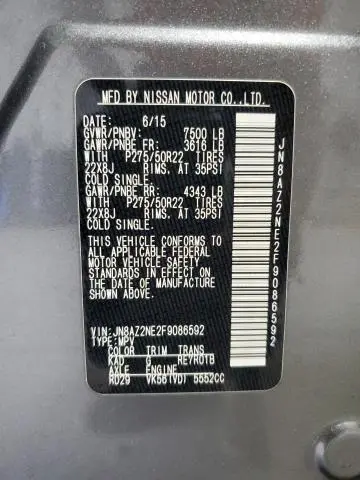 MFD BY NISSAN MOTOR CO.,LTD.
DATE: 6/15
GVWR/PNBV: 7500 LB
GAWR/PNBE FR: 3616 LB
WITH P275/50R22 TIRES
22X8J RIMS, AT 35PSI
COLD SINGLE.
GAWR/PNBE RR: 4343 LB
WITH P275/50R22 TIRES
22X8J RIMS, AT 35PSI
COLD SINGLE.
THIS VEHICLE CONFORMS TO
ALL APPLICABLE FEDERAL
MOTOR VEHICLE SAFETY
STANDARDS IN EFFECT ON
THE DATE OF MANUFACTURE
SHOWN ABOVE.
VIN: JN8AZ2NE2F9086592
TYPE: MPV
COLOR TRIM TRANS
KAD G RE7R01B
AXLE ENGINE
RD29 VK56(VD) 5552CC
JN8AZ2NE2F9086592